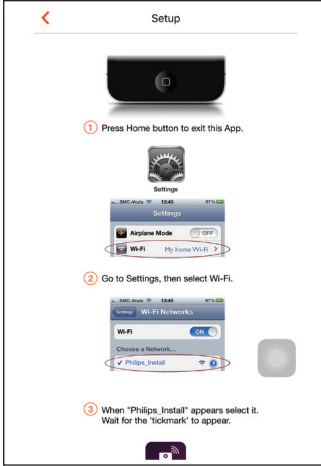 Setup
1 Press Home button to exit this App.
Settings
SMC-Voda 13:45 97%
Settings
Airplane Mode OFF
Wi-Fi My home Wi-Fi
2 Go to Settings, then select Wi-Fi.
SMC-Voda 13:46 97%
Settings Wi-Fi Networks
Wi-Fi ON
Choose a Network...
✓ Philips_Install
3 When "Philips_Install" appears select it.
Wait for the 'tickmark' to appear.